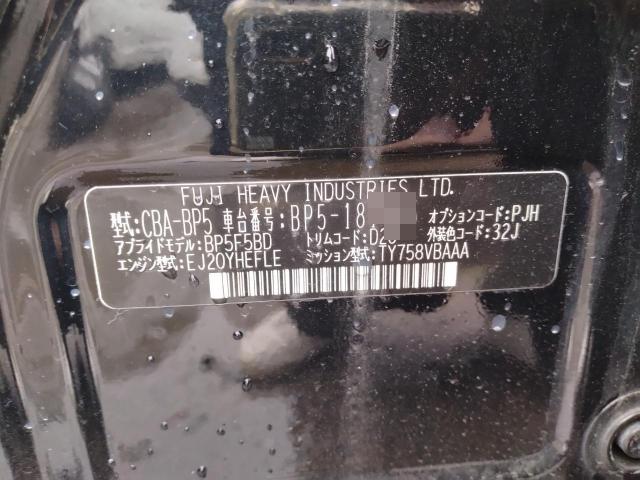 FUJI HEAVY INDUSTRIES LTD.
型式:CBA-BP5 車台番号:BP5-18 オプションコード:PJH
アプライドモデル:BP5F5BD トリムコード:D2 外装色コード:32J
エンジン型式:EJ20YHEFLE ミッション型式:TY758VBAAA